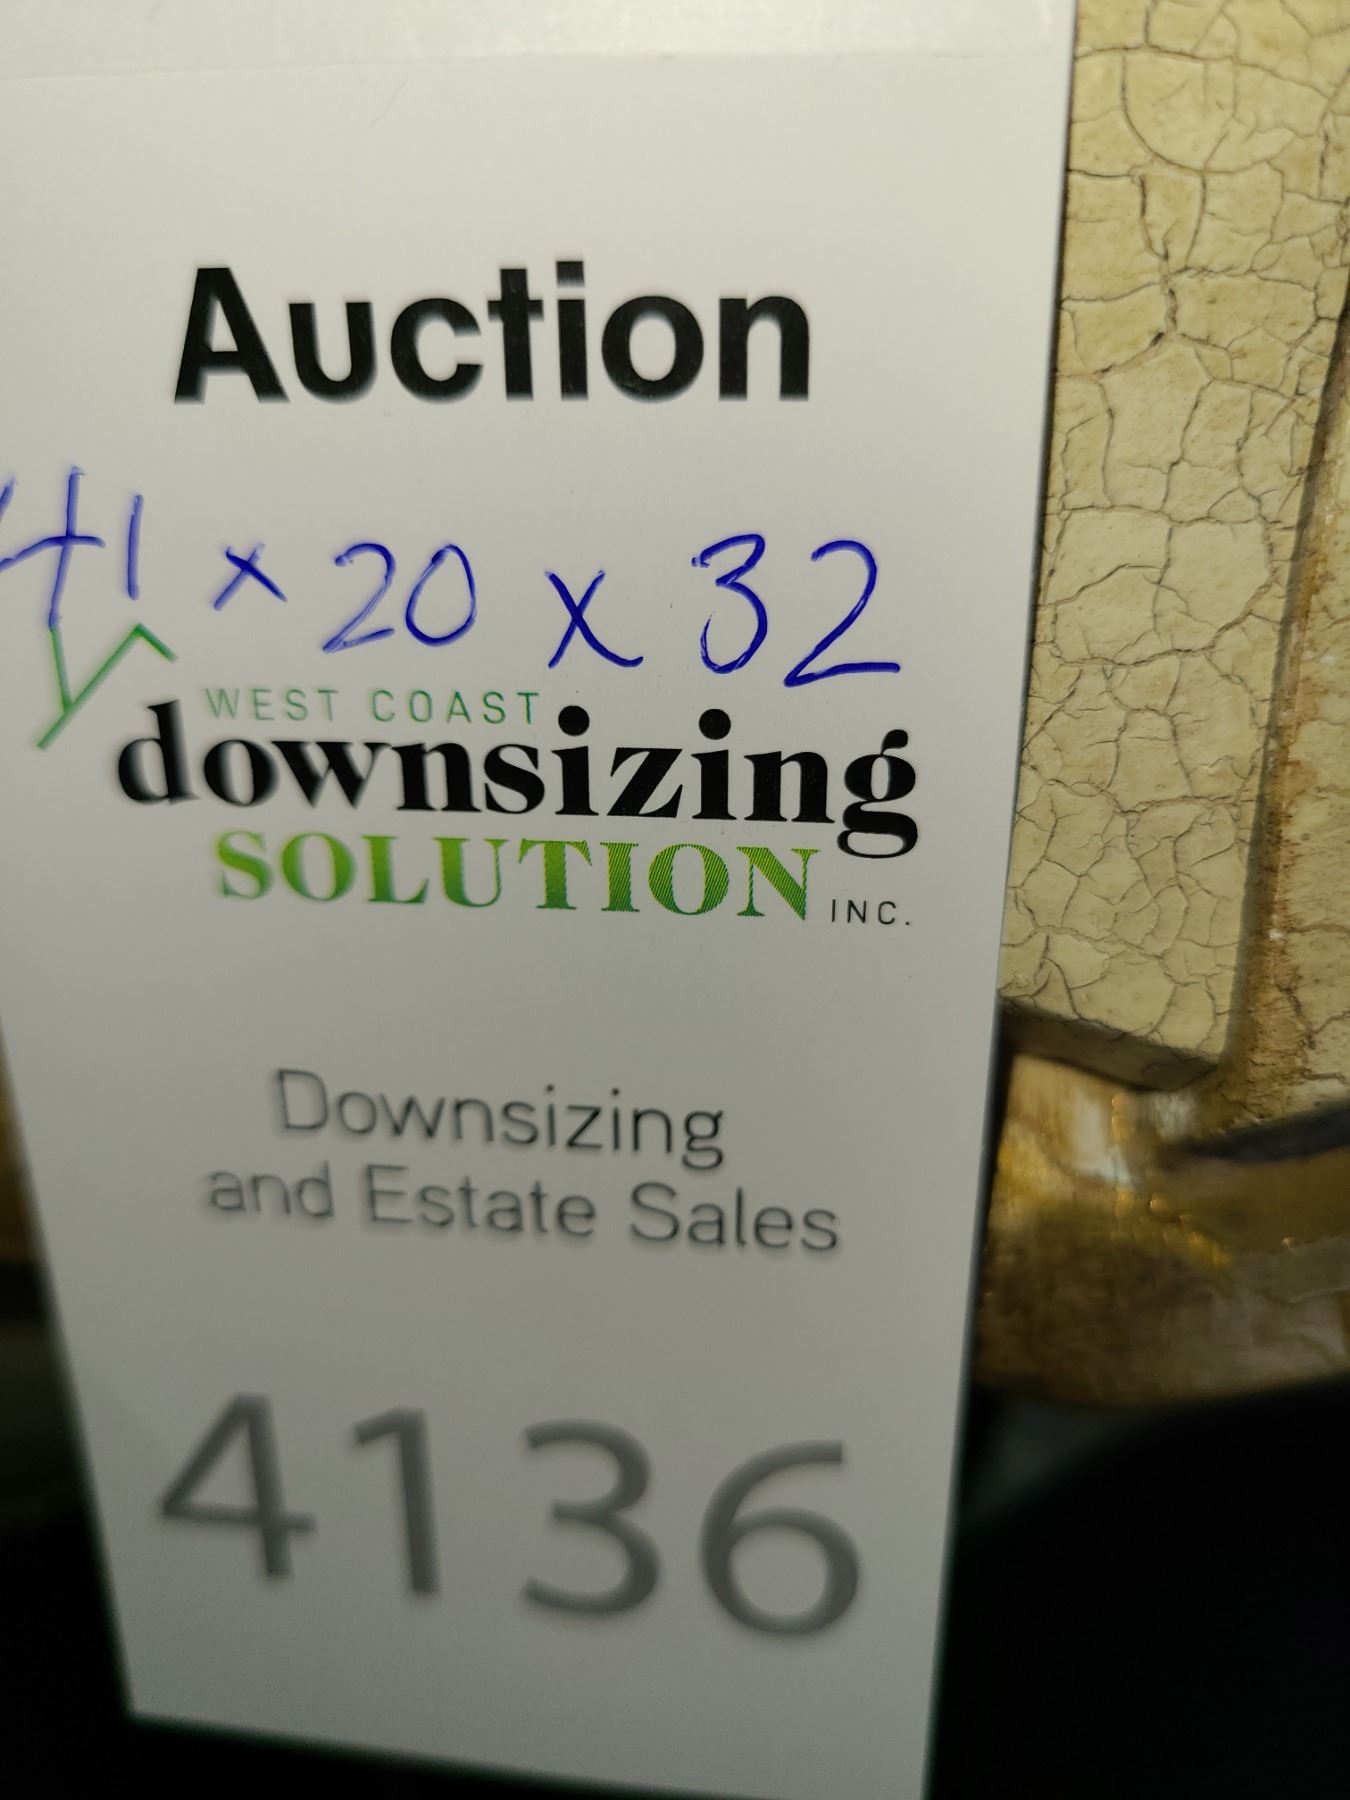 Auction
41 x 20 x 32
WEST COAST
downsizing
SOLUTION INC.
Downsizing
and Estate Sales
4136